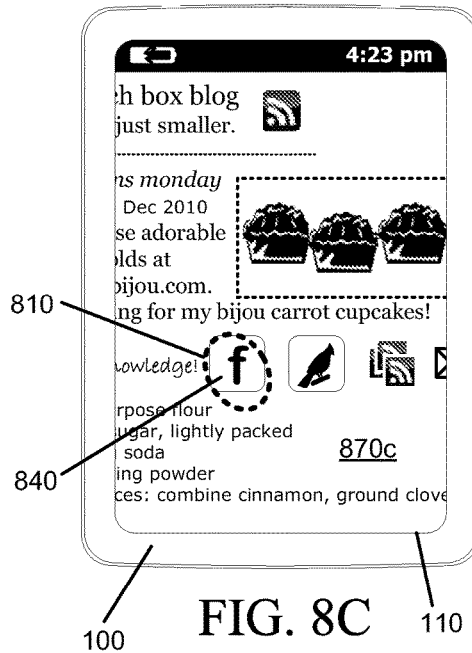 4:23 pm
ch box blog
just smaller.
ns monday
Dec 2010
se adorable
olds at
bijou.com.
ng for my bijou carrot cupcakes!
810
nowledge!
f
rpose flour
ugar, lightly packed
soda
870c
ing powder
840
ces: combine cinnamon, ground clove
100
FIG. 8C
110